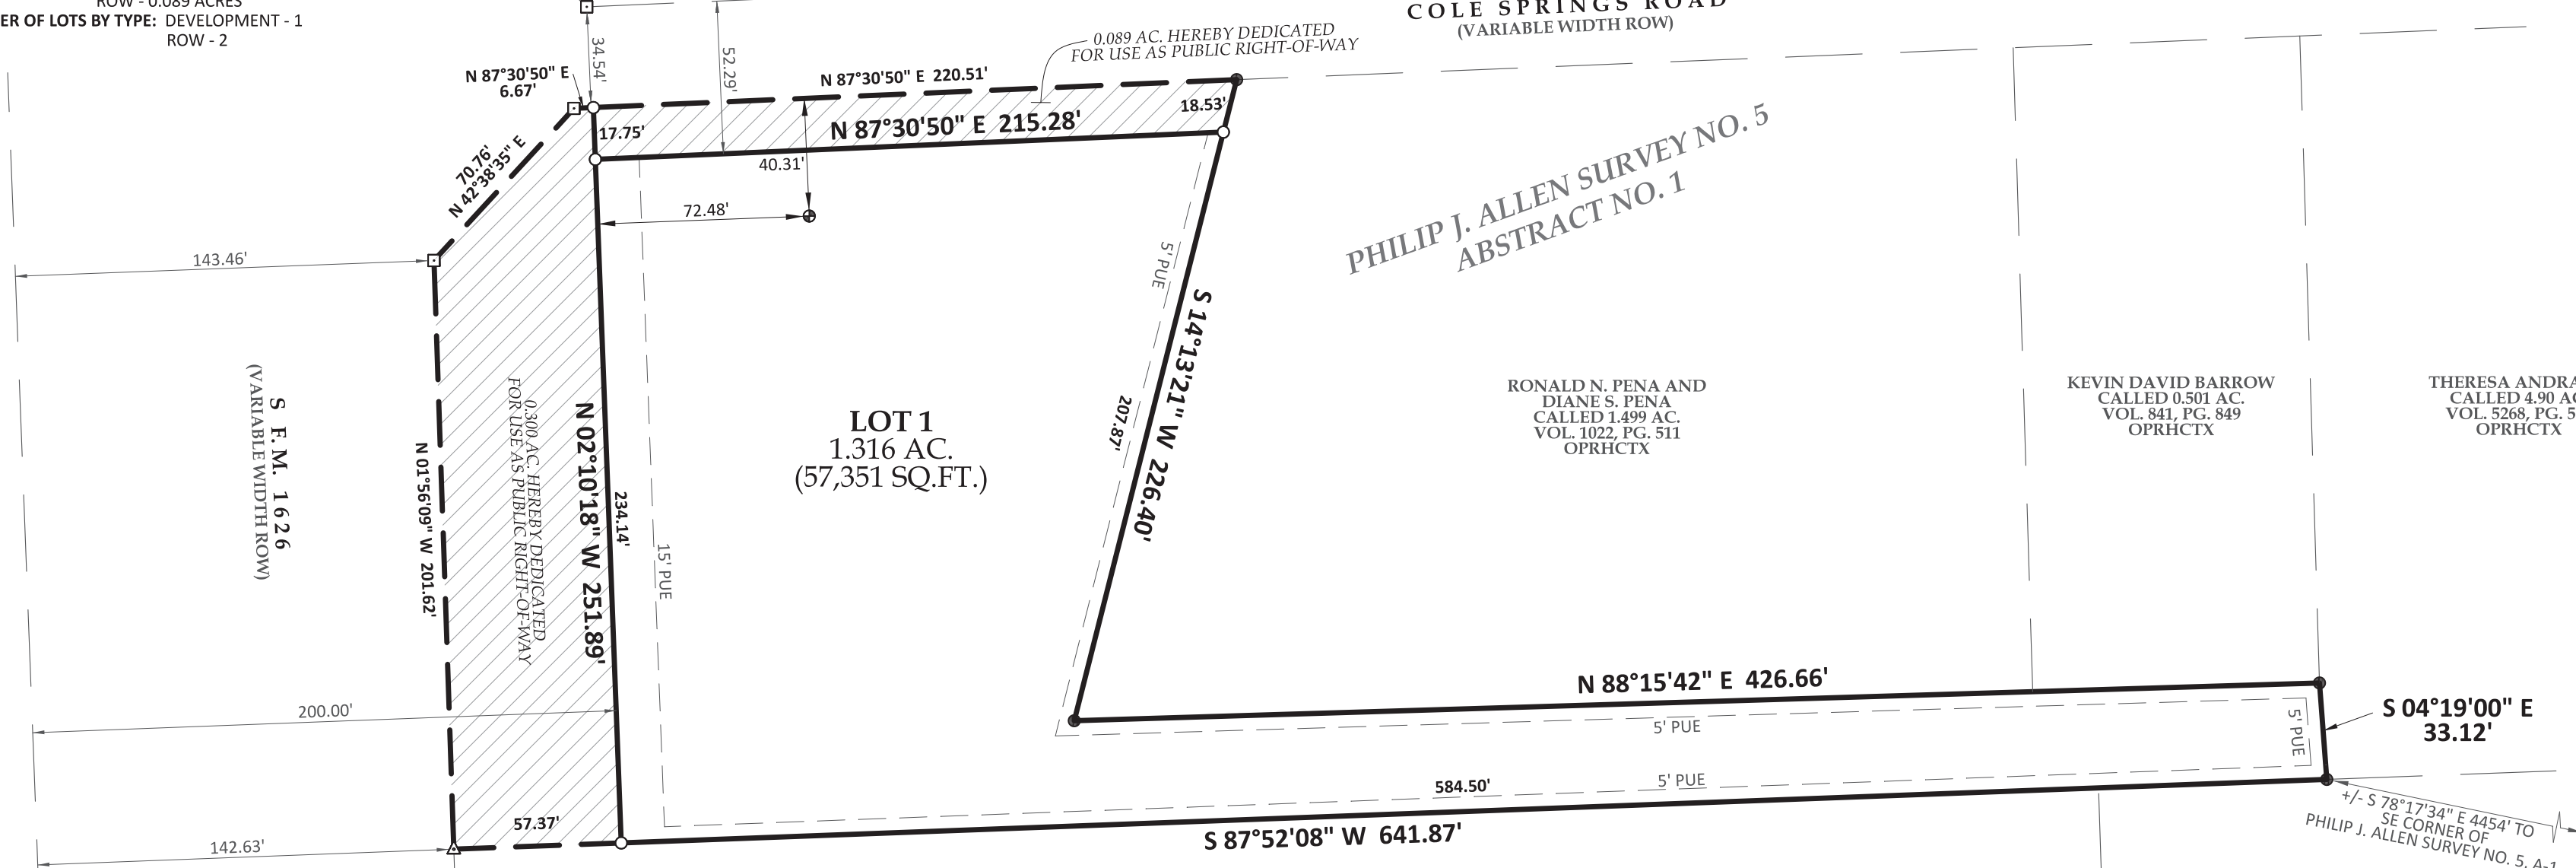 ROW - 0.089 ACRES
ER OF LOTS BY TYPE: DEVELOPMENT - 1
ROW - 2
COLE SPRINGS ROAD
(VARIABLE WIDTH ROW)
0.089 AC. HEREBY DEDICATED
FOR USE AS PUBLIC RIGHT-OF-WAY
34.54'
52.29'
N 87°30'50" E
6.67'
N 87°30'50" E 220.51'
17.75'
N 87°30'50" E 215.28'
18.53'
40.31'
72.48'
70.76'
N 42°38'35" E
143.46'
PHILIP J. ALLEN SURVEY NO. 5
ABSTRACT NO. 1
5' PUE
S 14°13'21" W 226.40'
207.87'
S F.M. 1626
(VARIABLE WIDTH ROW)
N 01°56'09" W 201.62'
0.300 AC. HEREBY DEDICATED
FOR USE AS PUBLIC RIGHT-OF-WAY
N 02°10'18" W 251.89'
234.14'
15' PUE
LOT 1
1.316 AC.
(57,351 SQ.FT.)
RONALD N. PENA AND
DIANE S. PENA
CALLED 1.499 AC.
VOL. 1022, PG. 511
OPRHCTX
KEVIN DAVID BARROW
CALLED 0.501 AC.
VOL. 841, PG. 849
OPRHCTX
THERESA ANDRA
CALLED 4.90 AC
VOL. 5268, PG. 5
OPRHCTX
200.00'
N 88°15'42" E 426.66'
5' PUE
5' PUE
S 04°19'00" E
33.12'
584.50'
5' PUE
57.37'
S 87°52'08" W 641.87'
142.63'
+/- S 78°17'34" E 4454' TO
SE CORNER OF
PHILIP J. ALLEN SURVEY NO. 5, A-1